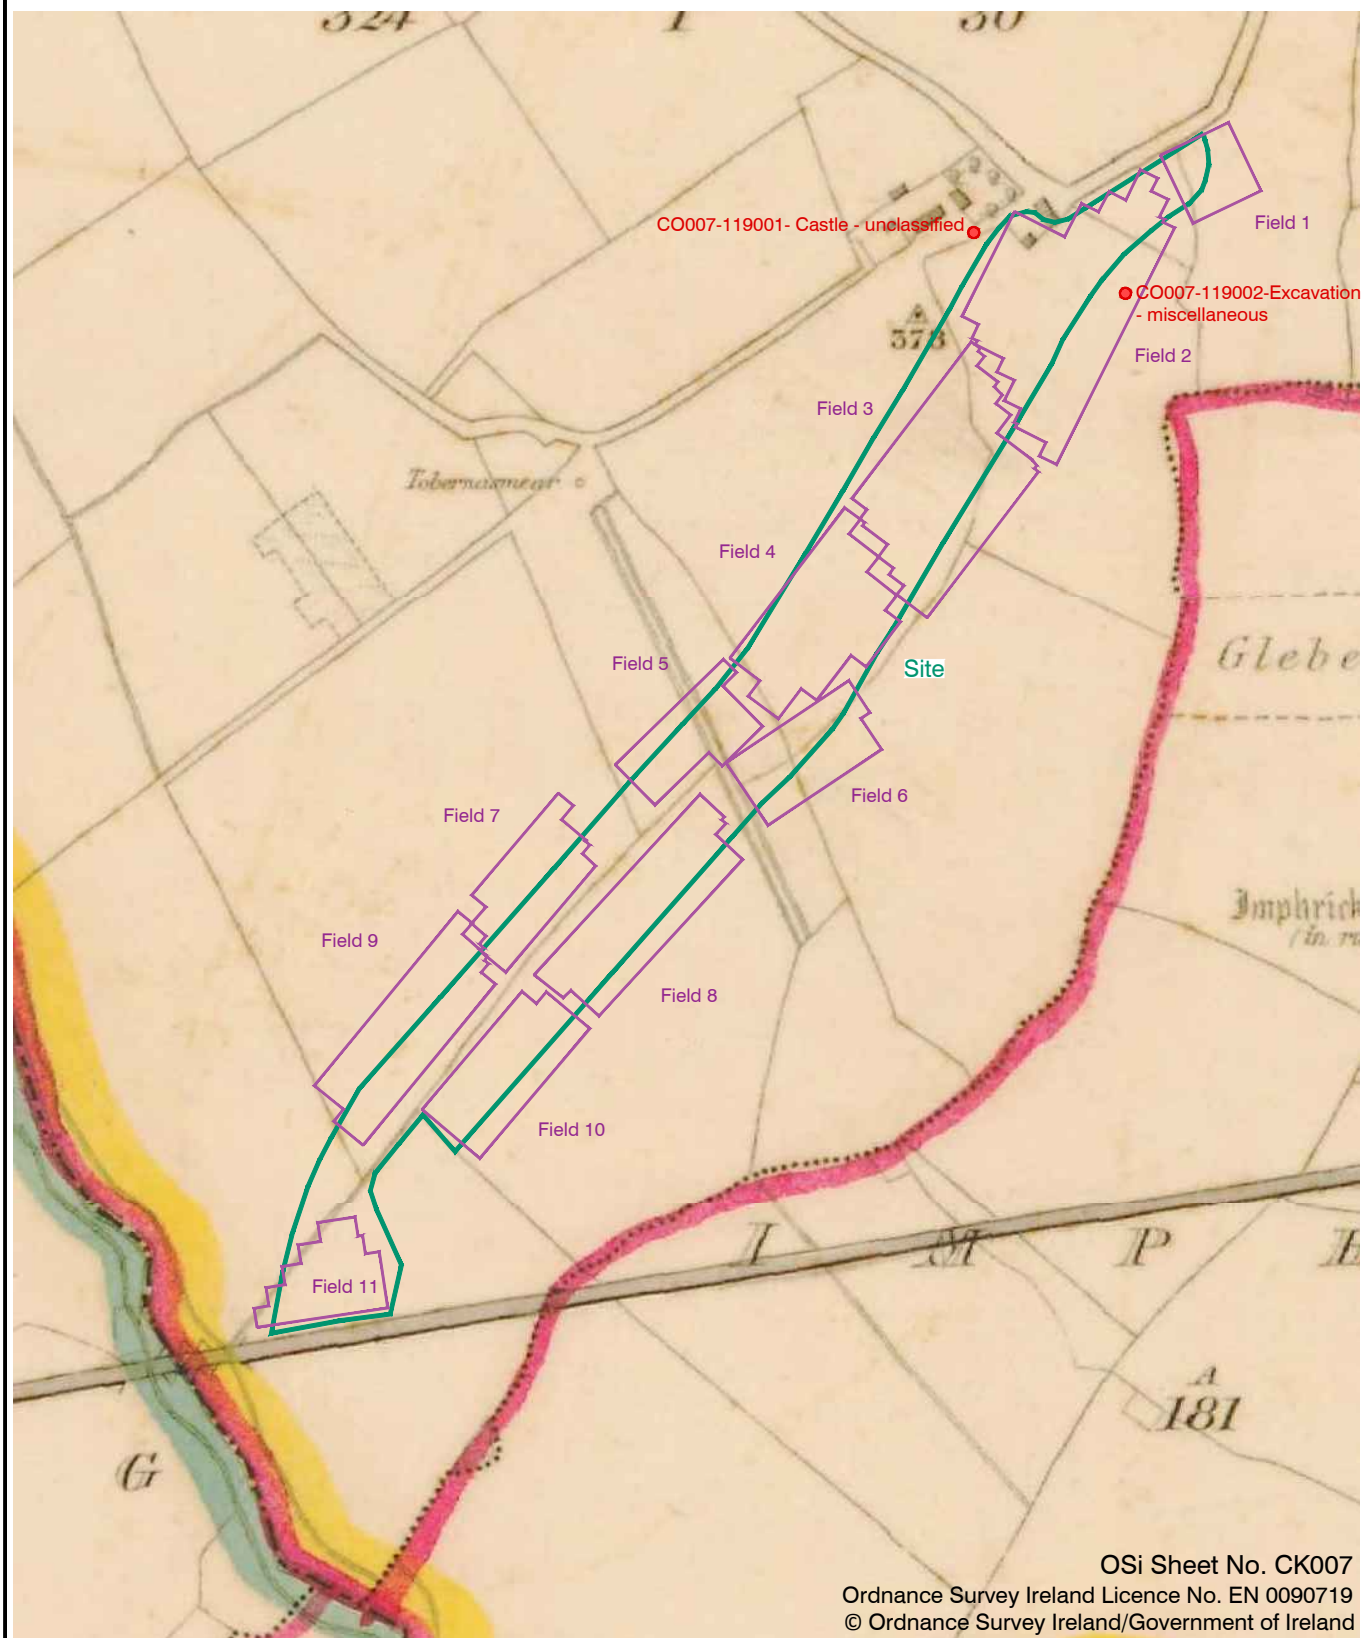 324
30
CO007-119001- Castle - unclassified
Field 1
CO007-119002-Excavation
- miscellaneous
373
Field 2
Field 3
Field 4
Glebe
Field 5
Site
Field 6
Field 7
Imphrick
Field 9
Field 8
Field 10
I M P
Field 11
A
181
G
OSi Sheet No. CK007
Ordnance Survey Ireland Licence No. EN 0090719
© Ordnance Survey Ireland/Government of Ireland